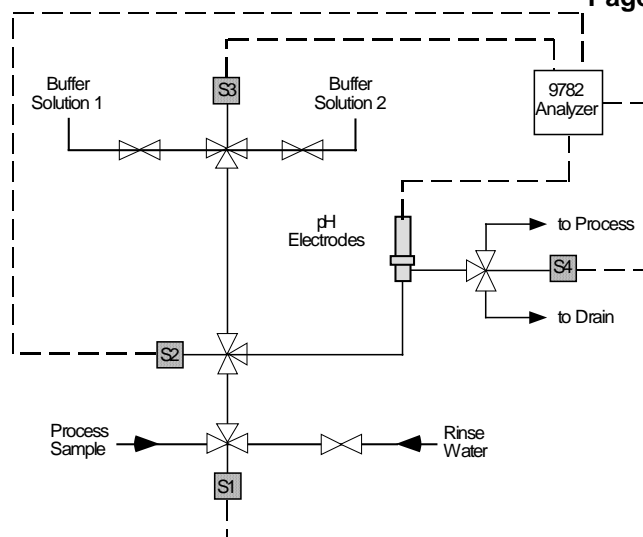 Page
Buffer
Solution 1
S3
Buffer
Solution 2
9782
Analyzer
pH
Electrodes
to Process
S4
to Drain
S2
Process
Sample
Rinse
Water
S1